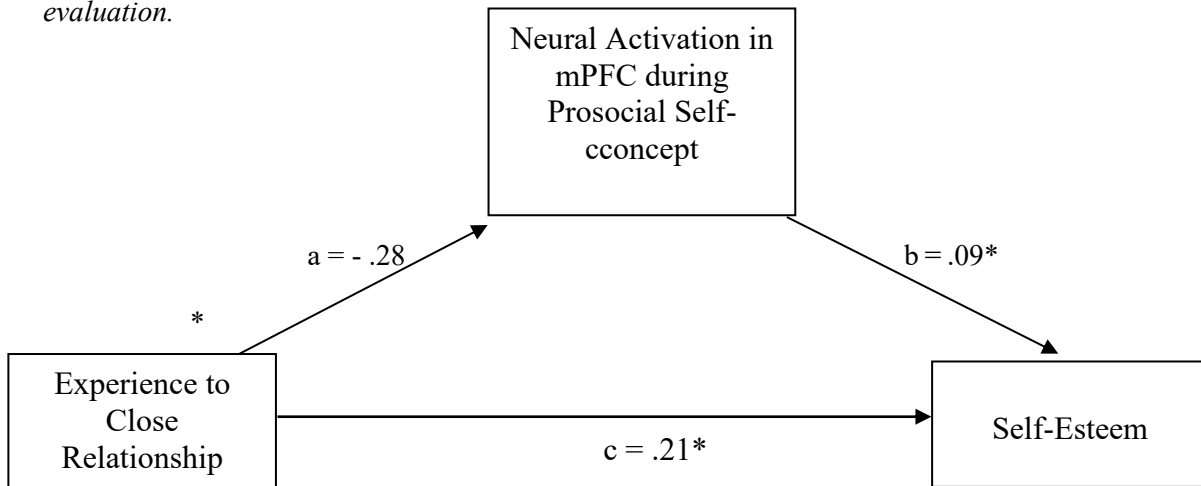 evaluation.
Neural Activation in
mPFC during
Prosocial Self-
cconcept
a = - .28
b = .09*
*
Experience to
Close
Relationship
c = .21*
Self-Esteem